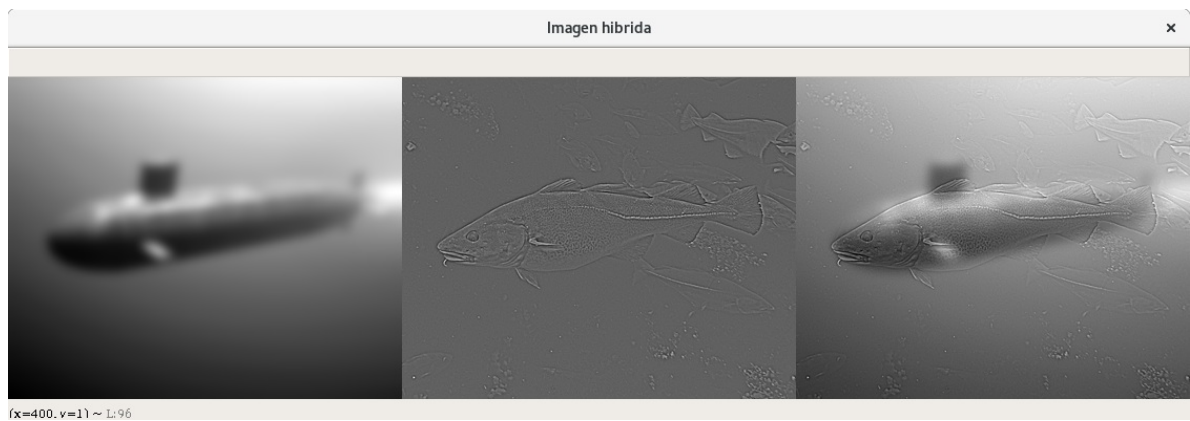 Imagen hibrida ×
(x=400, y=1) ~ L:96